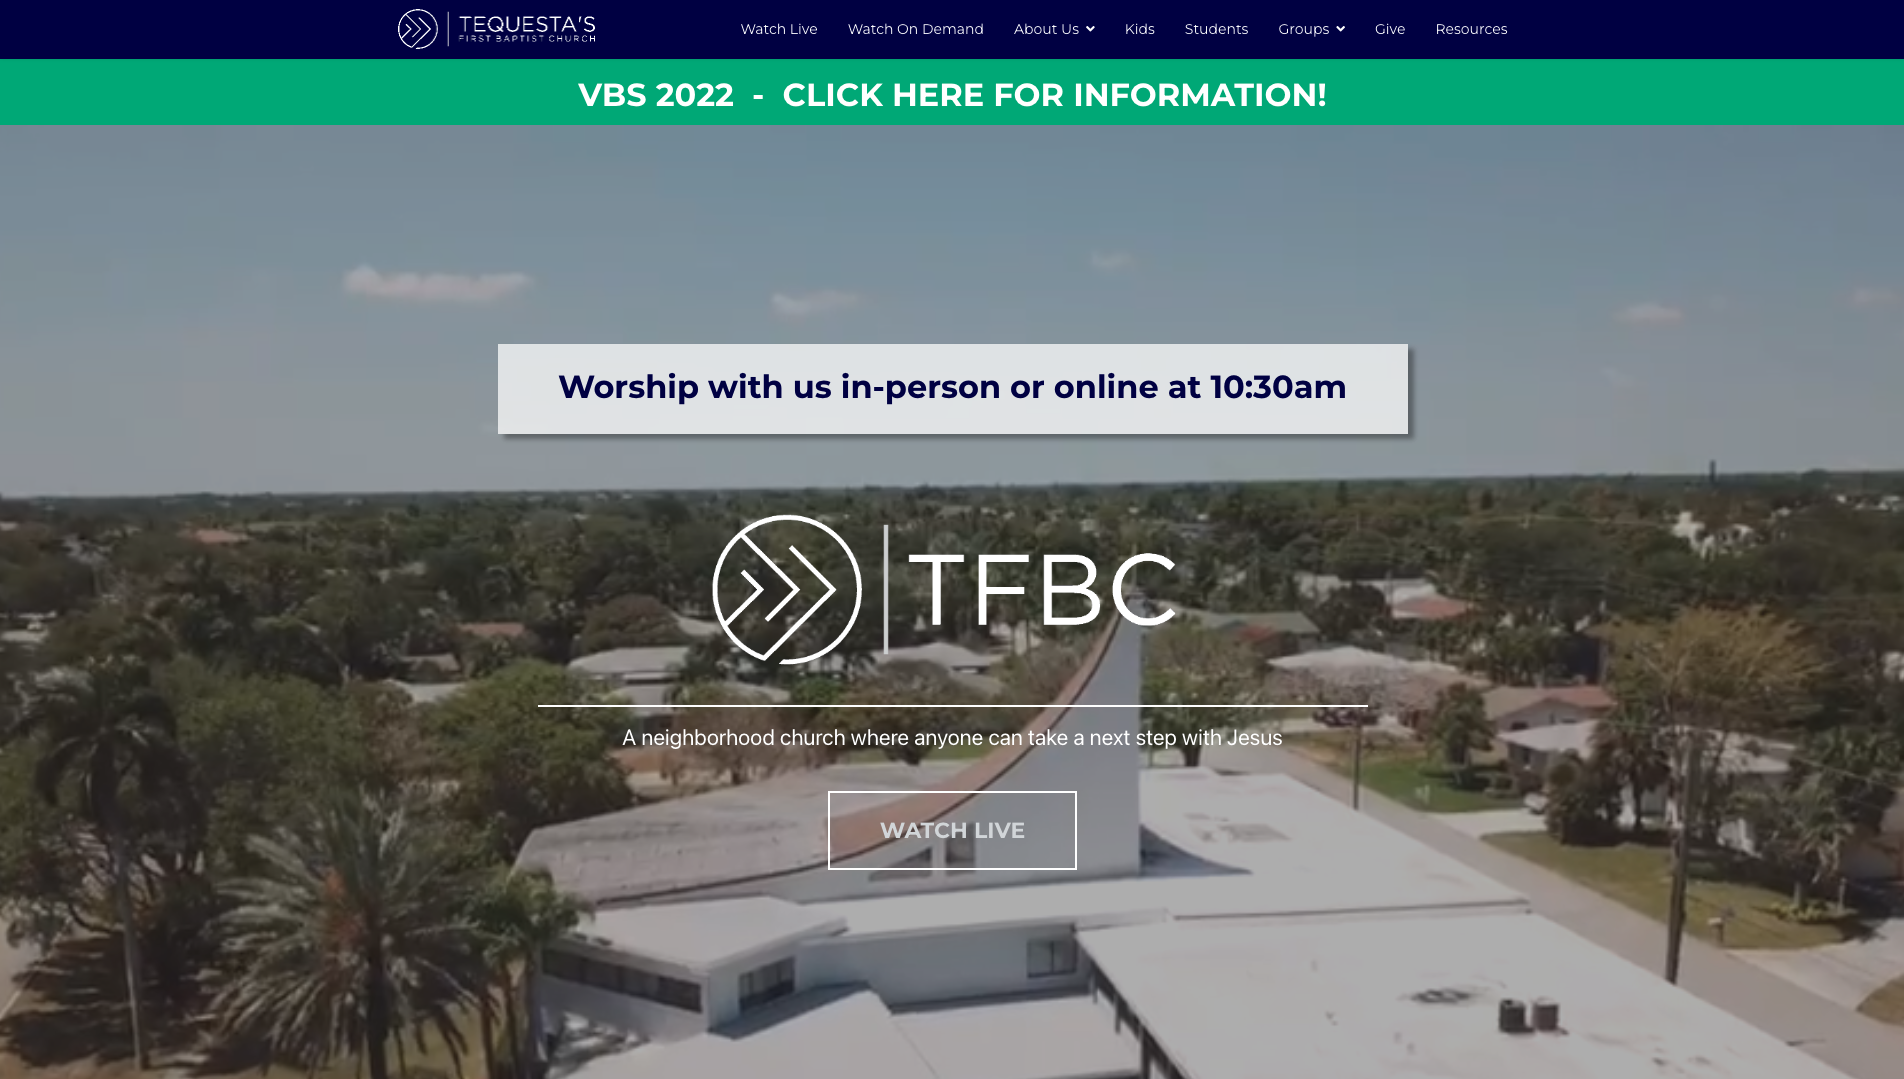 TEQUESTA'S
FIRST BAPTIST CHURCH
Watch Live
Watch On Demand
About Us
Kids
Students
Groups
Give
Resources
VBS 2022 - CLICK HERE FOR INFORMATION!
Worship with us in-person or online at 10:30am
TFBC
A neighborhood church where anyone can take a next step with Jesus
WATCH LIVE